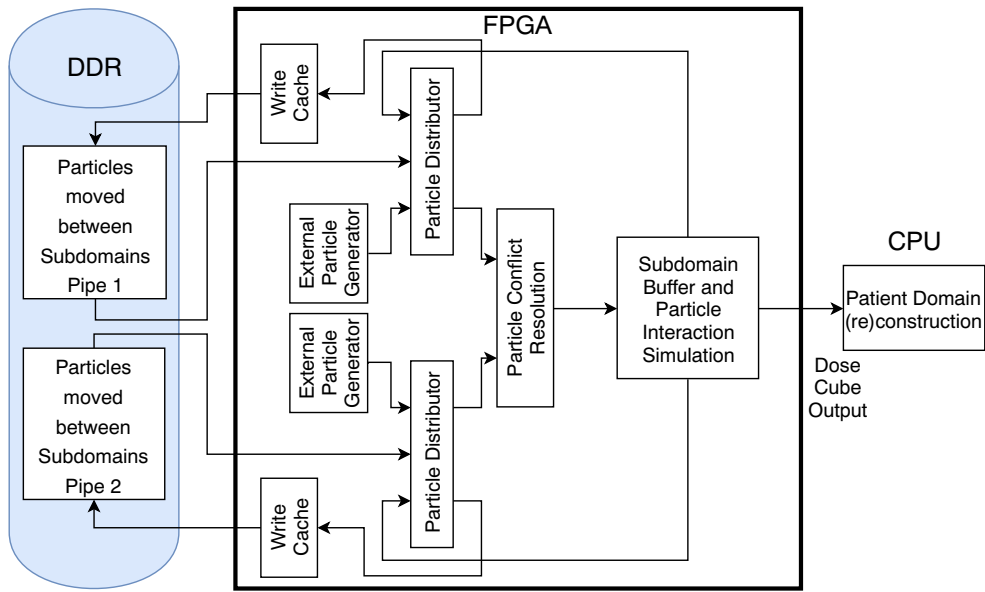 FPGA
DDR
Particles
moved
between
Subdomains
Pipe 1
Particles
moved
between
Subdomains
Pipe 2
Write
Cache
External
Particle
Generator
External
Particle
Generator
Write
Cache
Particle Distributor
Particle Distributor
Particle Conflict
Resolution
Subdomain
Buffer and
Particle
Interaction
Simulation
CPU
Patient Domain
(re)construction
Dose
Cube
Output